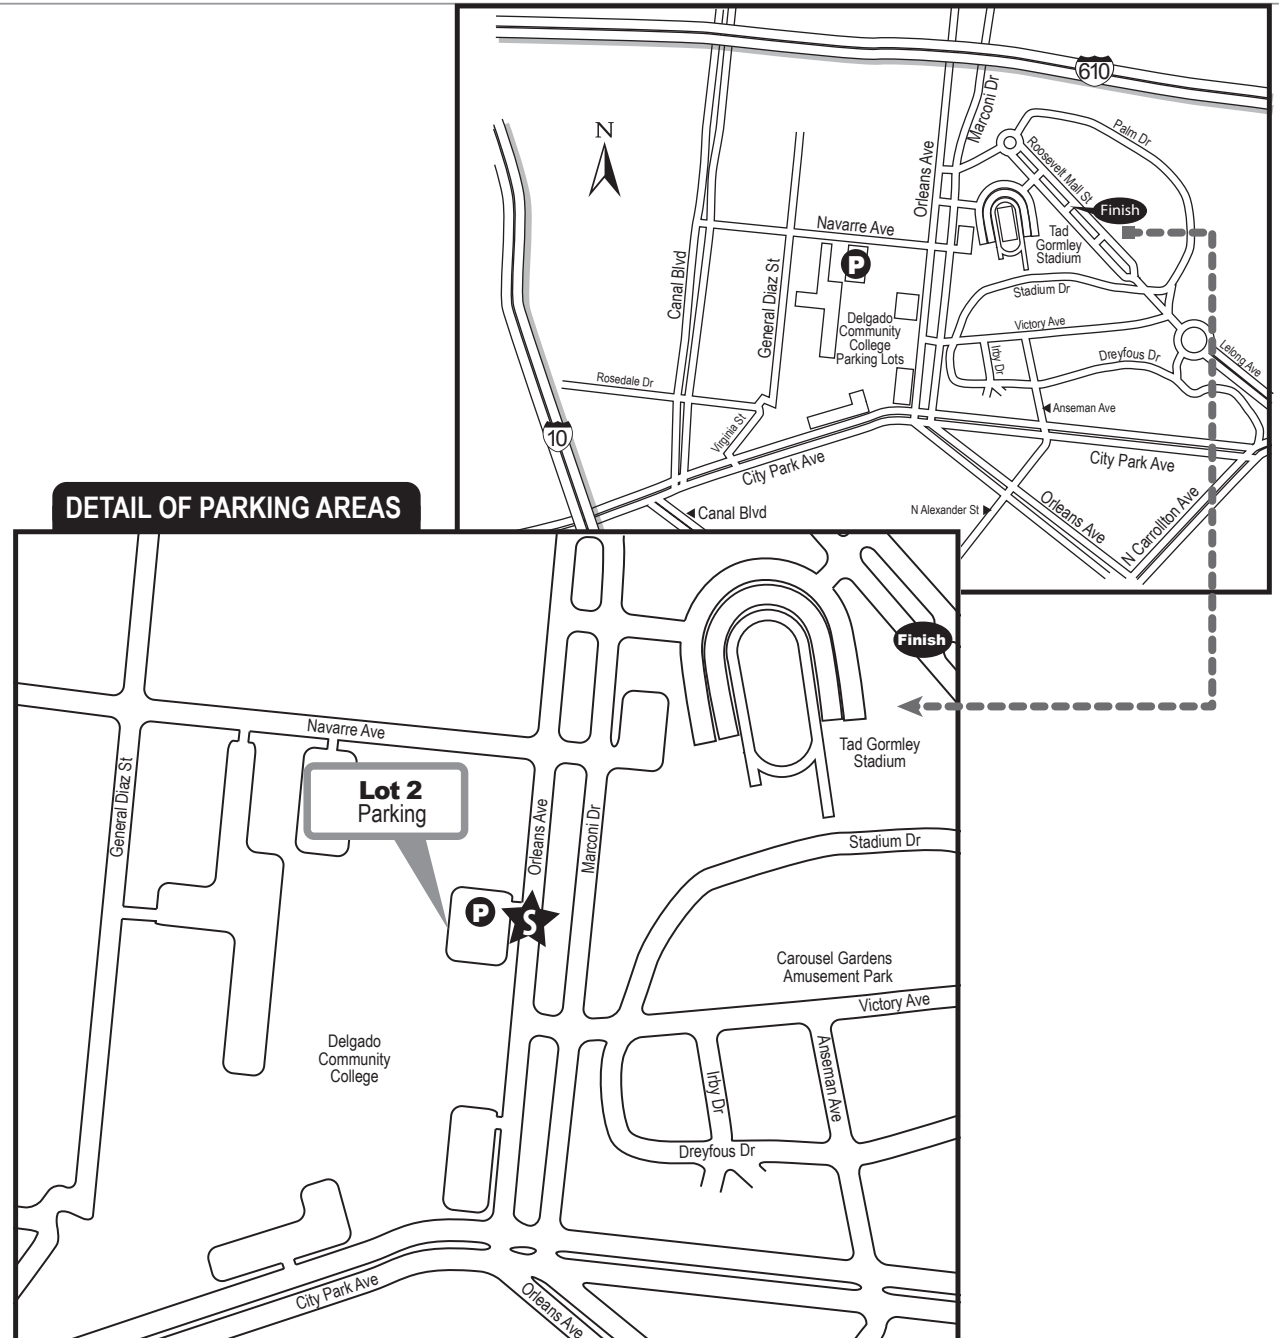 610
Marconi Dr
Palm Dr
N
Roosevelt Mall St
Orleans Ave
Finish
Navarre Ave
Tad
Gormley
Stadium
P
Canal Blvd
General Diaz St
Stadium Dr
Delgado
Community
College
Parking Lots
Victory Ave
Irby Dr
Dreyfous Dr
Lelong Ave
Rosedale Dr
Anseman Ave
Virginia St
10
City Park Ave
City Park Ave
Canal Blvd
N Alexander St
Orleans Ave
N Carrollton Ave
DETAIL OF PARKING AREAS
Finish
Navarre Ave
Tad Gormley
Stadium
General Diaz St
Lot 2
Parking
Orleans Ave
Marconi Dr
Stadium Dr
P
S
Carousel Gardens
Amusement Park
Victory Ave
Delgado
Community
College
Irby Dr
Anseman Ave
Dreyfous Dr
City Park Ave
Orleans Ave